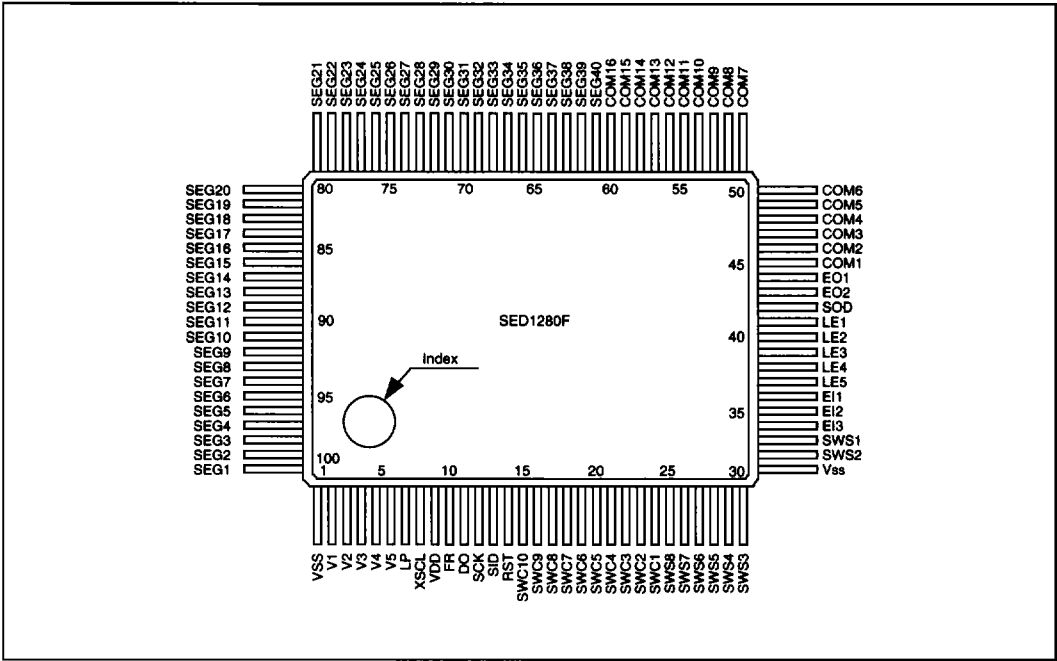 SEG21 SEG22 SEG23 SEG24 SEG25 SEG26 SEG27 SEG28 SEG29 SEG30 SEG31 SEG32 SEG33 SEG34 SEG35 SEG36 SEG37 SEG38 SEG39 SEG40 COM16 COM15 COM14 COM13 COM12 COM11 COM10 COM9 COM8 COM7
80 75 70 65 60 55 50
SEG20
SEG19
SEG18
SEG17
SEG16
SEG15
SEG14
SEG13
SEG12
SEG11
SEG10
SEG9
SEG8
SEG7
SEG6
SEG5
SEG4
SEG3
SEG2
SEG1
85
90
95
100
SED1280F
Index
45
40
35
COM6
COM5
COM4
COM3
COM2
COM1
EO1
EO2
SOD
LE1
LE2
LE3
LE4
LE5
EI1
EI2
EI3
SWS1
SWS2
Vss
1 5 10 15 20 25 30
VSS V1 V2 V3 V4 V5 LP XSCL VDD FR DO SCK SID RST SWC10 SWC9 SWC8 SWC7 SWC6 SWC5 SWC4 SWC3 SWC2 SWC1 SWS8 SWS7 SWS6 SWS5 SWS4 SWS3